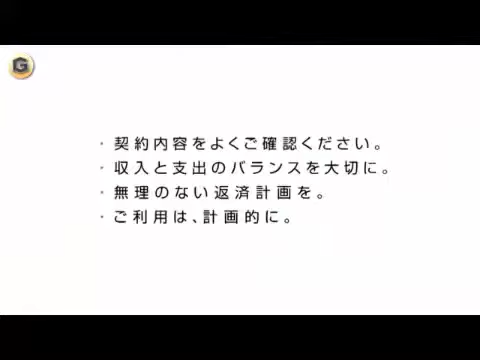 G
・契約内容をよくご確認ください。
・収入と支出のバランスを大切に。
・無理のない返済計画を。
・ご利用は、計画的に。